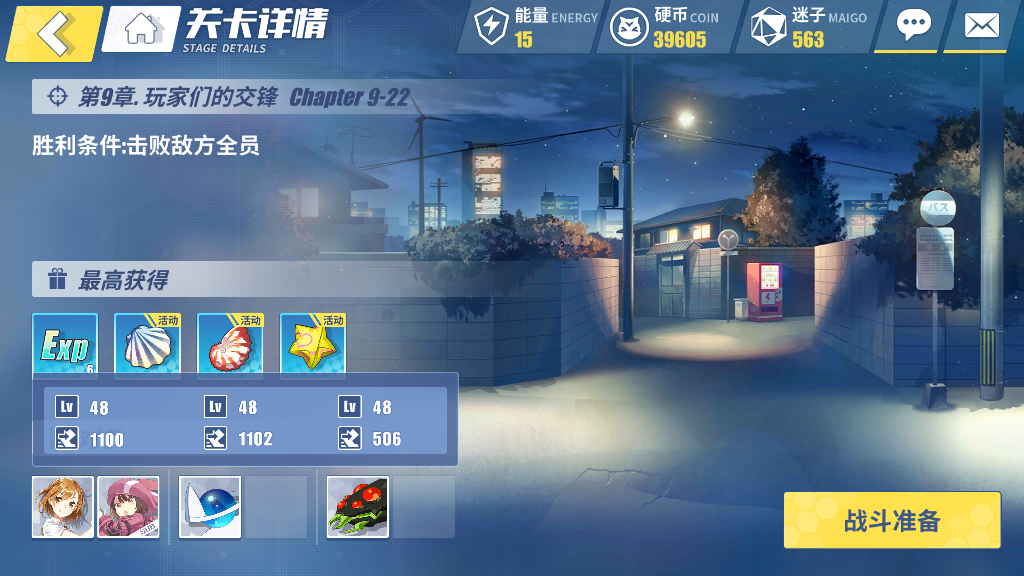 关卡详情
STAGE DETAILS
能量 ENERGY
15
硬币 COIN
39605
迷子 MAIGO
563
第9章.玩家们的交锋 Chapter 9-22
胜利条件:击败敌方全员
最高获得
Exp
6
活动
活动
活动
Lv 48
Lv 48
Lv 48
1100
1102
506
バス
战斗准备